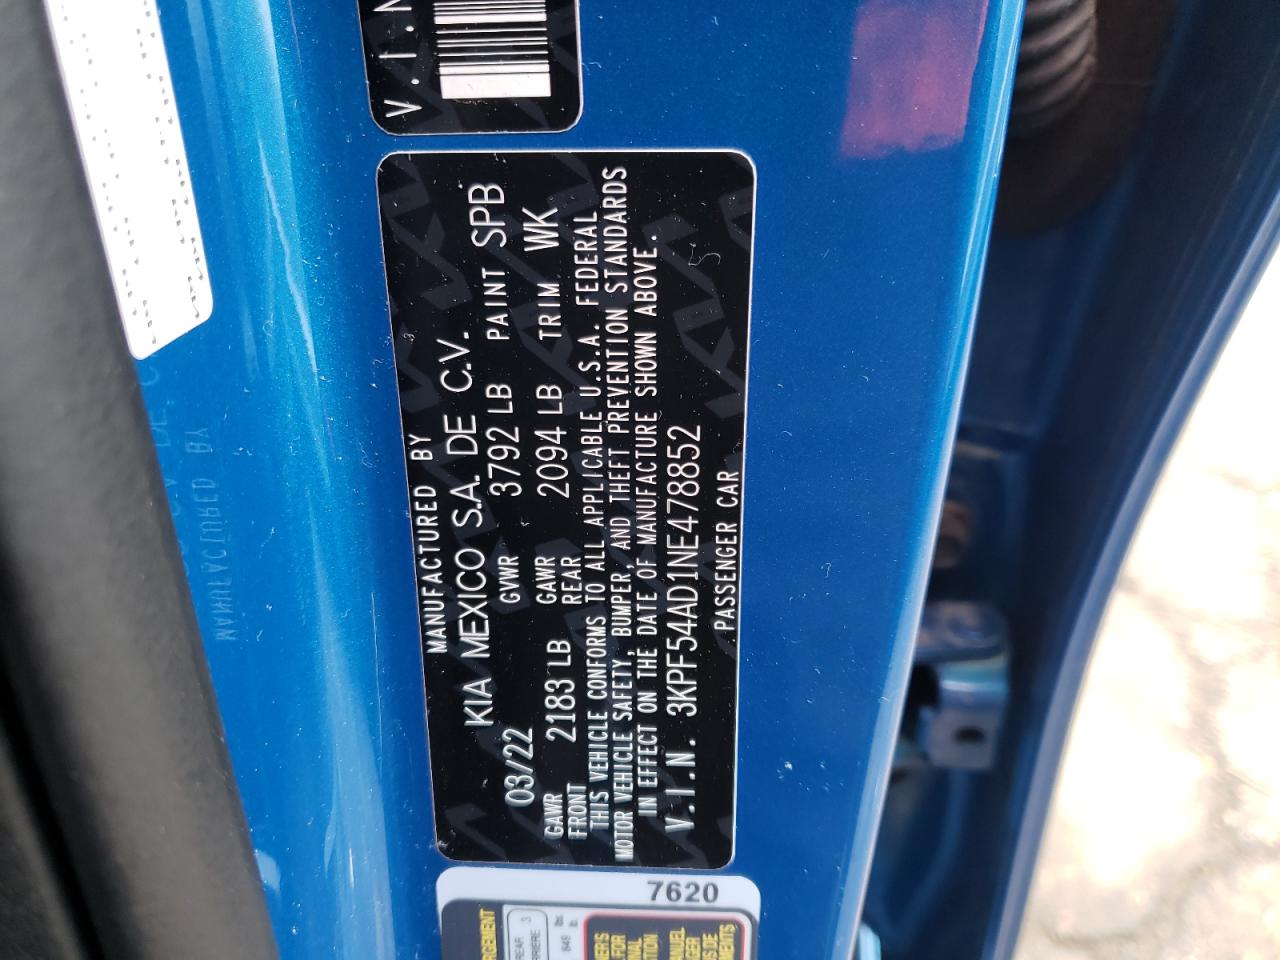 V.I.N
MANUFACTURED BY
KIA MEXICO S.A. DE C.V.
03/22 GVWR 3792 LB PAINT SPB
GAWR FRONT 2183 LB GAWR REAR 2094 LB TRIM WK
THIS VEHICLE CONFORMS TO ALL APPLICABLE U.S.A. FEDERAL
MOTOR VEHICLE SAFETY, BUMPER, AND THEFT PREVENTION STANDARDS
IN EFFECT ON THE DATE OF MANUFACTURE SHOWN ABOVE.
V.I.N. 3KPF54AD1NE478852
PASSENGER CAR
7620